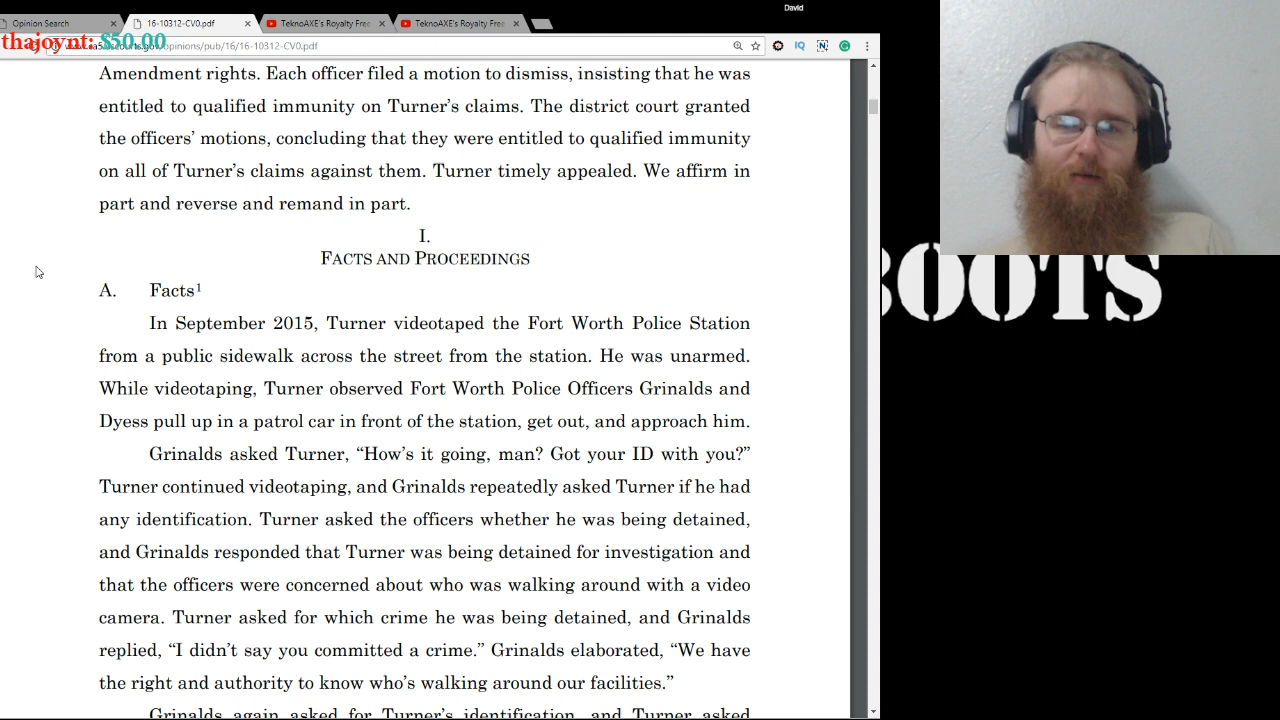 David
Opinion Search
16-10312-CV0.pdf
TeknoAXE's Royalty Free
TeknoAXE's Royalty Free
thajoynt: $50.00
opinions/pub/16/16-10312-CV0.pdf
Amendment rights. Each officer filed a motion to dismiss, insisting that he was
entitled to qualified immunity on Turner's claims. The district court granted
the officers' motions, concluding that they were entitled to qualified immunity
on all of Turner's claims against them. Turner timely appealed. We affirm in
part and reverse and remand in part.
I.
FACTS AND PROCEEDINGS
A. Facts¹
In September 2015, Turner videotaped the Fort Worth Police Station
from a public sidewalk across the street from the station. He was unarmed.
While videotaping, Turner observed Fort Worth Police Officers Grinalds and
Dyess pull up in a patrol car in front of the station, get out, and approach him.
Grinalds asked Turner, “How's it going, man? Got your ID with you?”
Turner continued videotaping, and Grinalds repeatedly asked Turner if he had
any identification. Turner asked the officers whether he was being detained,
and Grinalds responded that Turner was being detained for investigation and
that the officers were concerned about who was walking around with a video
camera. Turner asked for which crime he was being detained, and Grinalds
replied, “I didn't say you committed a crime.” Grinalds elaborated, “We have
the right and authority to know who's walking around our facilities.”
Grinalds again asked for Turner's identification, and Turner asked
BOOTS